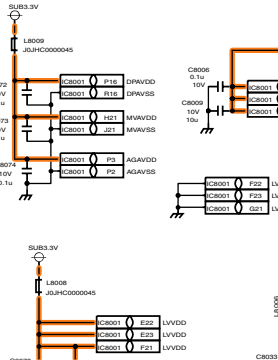 SUB3.3V
L8009
J0JHC0000045
IC8001 P16 DPAVDD
IC8001 R16 DPAVSS
IC8001 H21 MVAVDD
IC8001 J21 MVAVSS
IC8001 P3 AGAVDD
IC8001 P2 AGAVSS
10V
0.1u
C8006
0.1u
10V
C8009
10V
10u
IC8001
IC8001
IC8001
IC8001 F22
IC8001 F23
IC8001 G21
SUB3.3V
L8008
J0JHC0000045
IC8001 E22 LVVDD
IC8001 E23 LVVDD
IC8001 F21 LVVDD
L8006
C8033